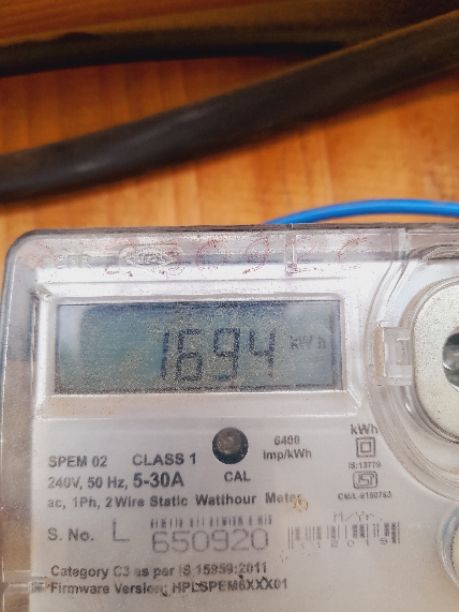 1694 kWh
6400
imp/kWh
kWh
SPEM 02 CLASS 1
240V, 50 Hz, 5-30A
CAL
IS:13779
ac, 1Ph, 2 Wire Static Watthour Meter
M/Yr
S. No. L 650920
Category C3 as per IS 15959:2011
Firmware Version: HPLSPEM6XXX01